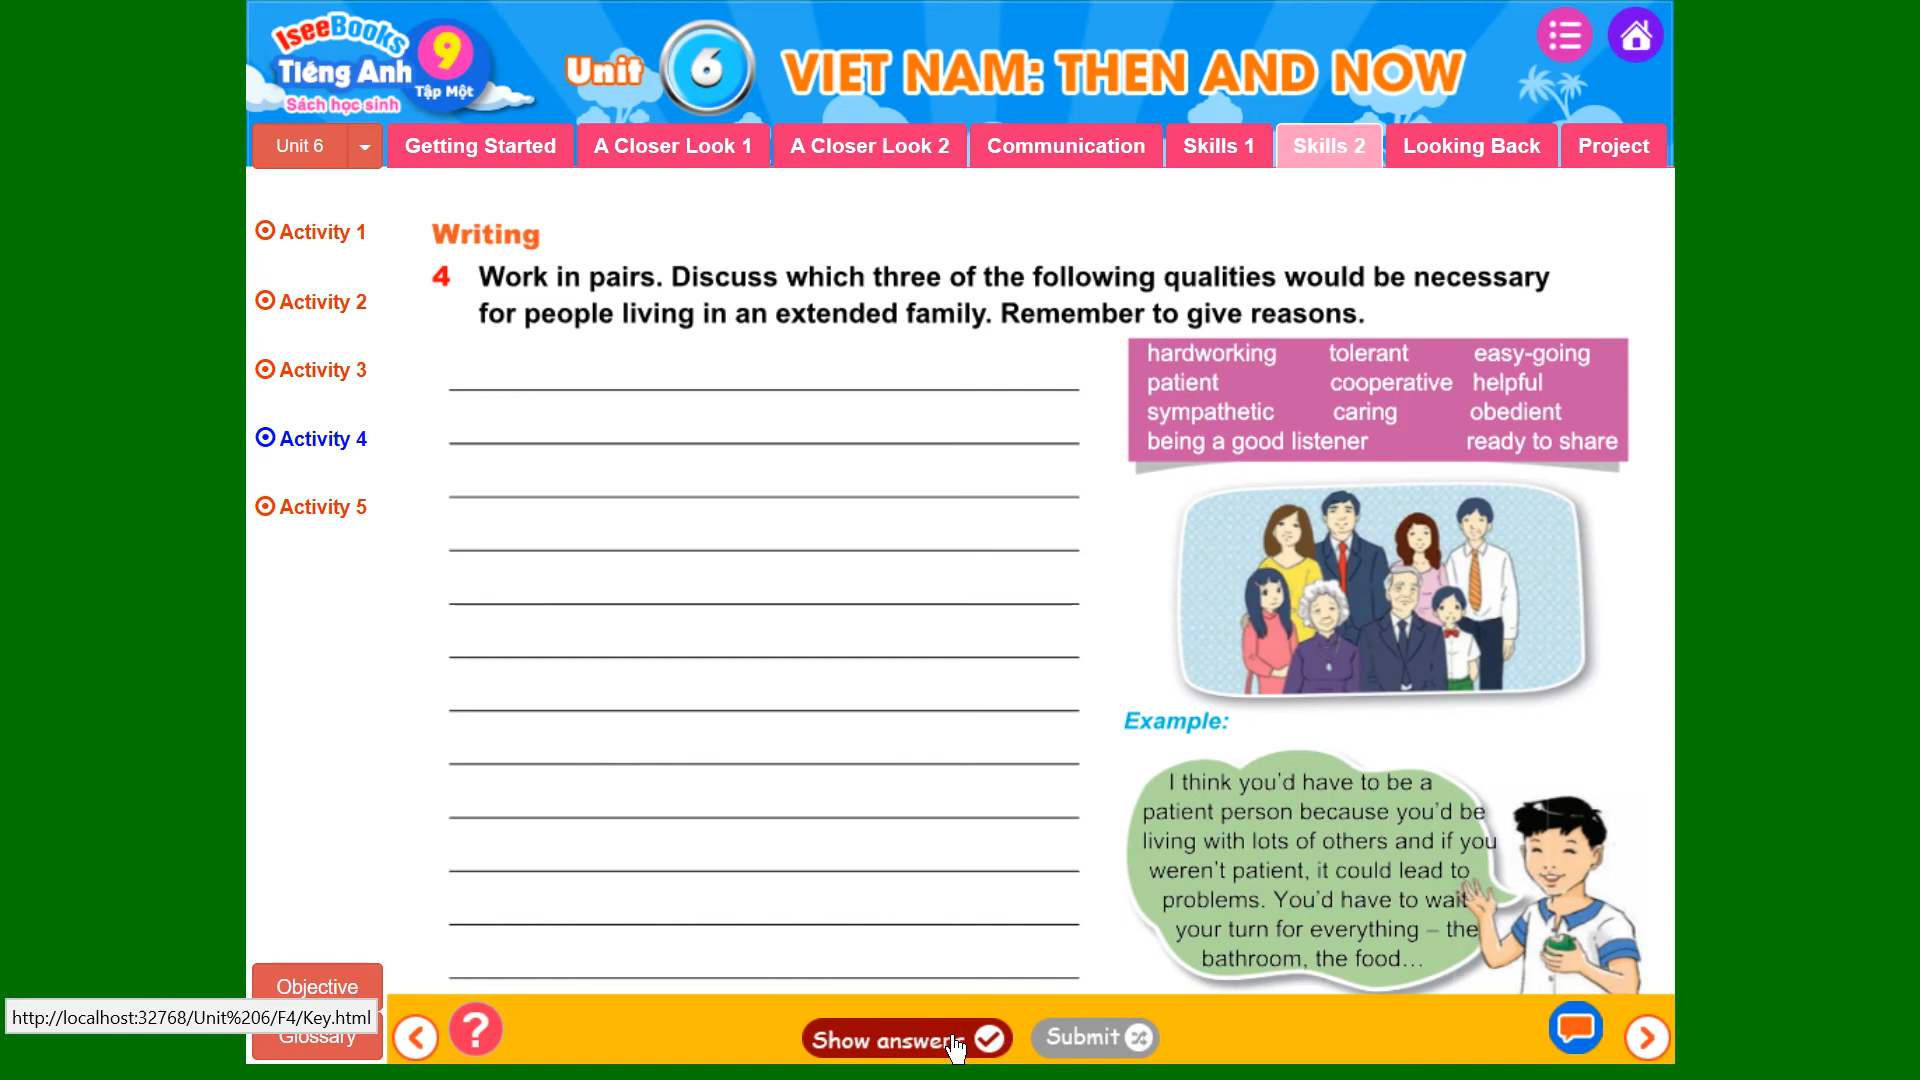 IseeBooks
Tiếng Anh 9
Tập Một
Sách học sinh
Unit 6 VIET NAM: THEN AND NOW
Unit 6
Getting Started
A Closer Look 1
A Closer Look 2
Communication
Skills 1
Skills 2
Looking Back
Project
Activity 1
Activity 2
Activity 3
Activity 4
Activity 5
Writing
4 Work in pairs. Discuss which three of the following qualities would be necessary
for people living in an extended family. Remember to give reasons.
hardworking tolerant easy-going
patient cooperative helpful
sympathetic caring obedient
being a good listener ready to share
Example:
I think you'd have to be a
patient person because you'd be
living with lots of others and if you
weren't patient, it could lead to
problems. You'd have to wait
your turn for everything – the
bathroom, the food...
Objective
Glossary
http://localhost:32768/Unit%206/F4/Key.html
?
Show answer
Submit